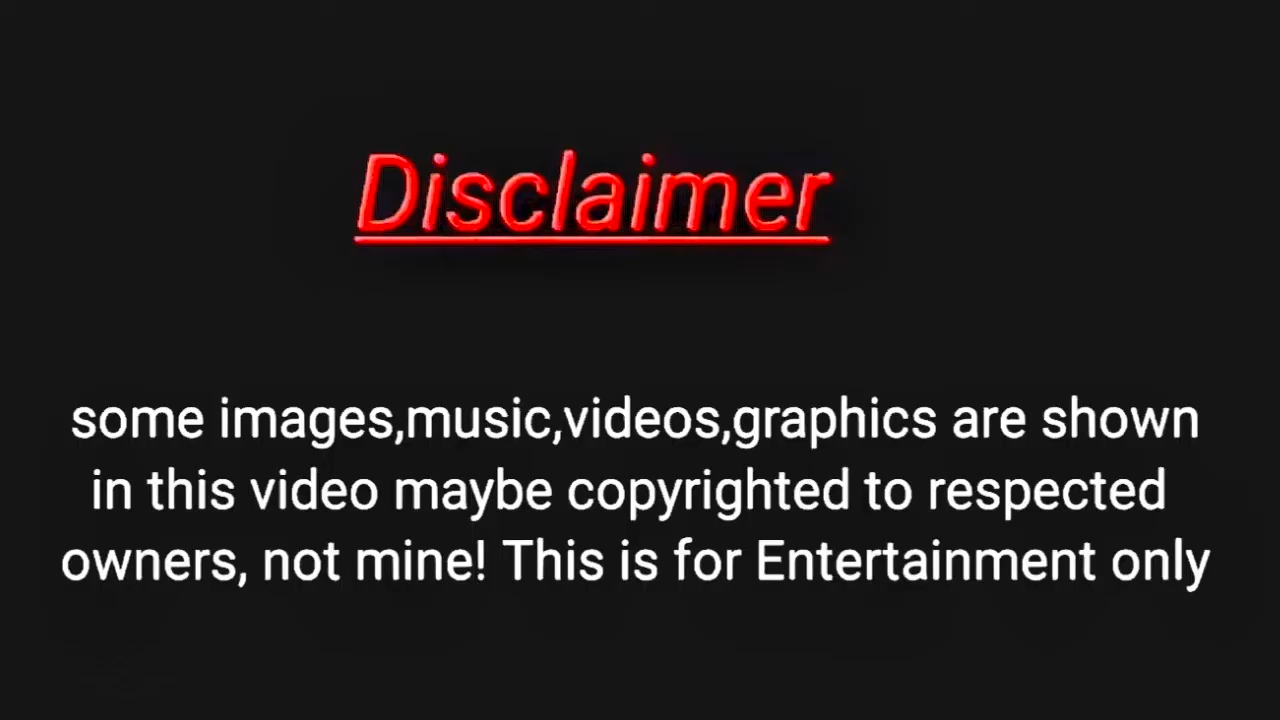 Disclaimer
some images,music,videos,graphics are shown
in this video maybe copyrighted to respected
owners, not mine! This is for Entertainment only